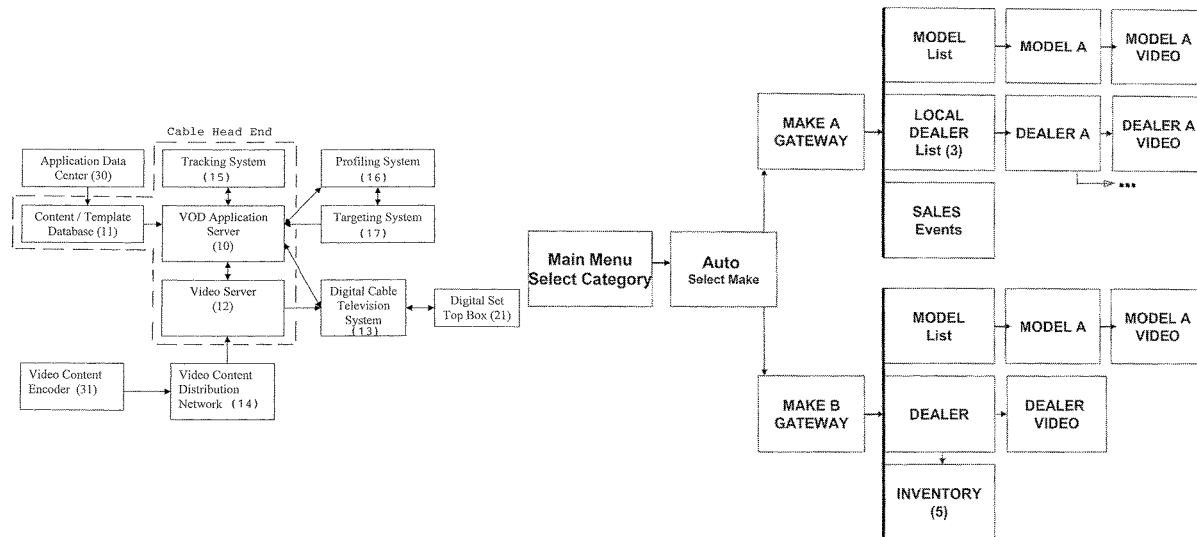 Cable Head End
Application Data
Center (30)
Tracking System
(15)
Profiling System
(16)
Content / Template
Database (11)
VOD Application
Server
(10)
Targeting System
(17)
Video Server
(12)
Digital Cable
Television
System
(13)
Digital Set
Top Box (21)
Video Content
Encoder (31)
Video Content
Distribution
Network (14)
Main Menu
Select Category
Auto
Select Make
MAKE A
GATEWAY
MODEL
List
MODEL A
MODEL A
VIDEO
LOCAL
DEALER
List (3)
DEALER A
DEALER A
VIDEO
SALES
Events
MAKE B
GATEWAY
MODEL
List
MODEL A
MODEL A
VIDEO
DEALER
DEALER
VIDEO
INVENTORY
(5)